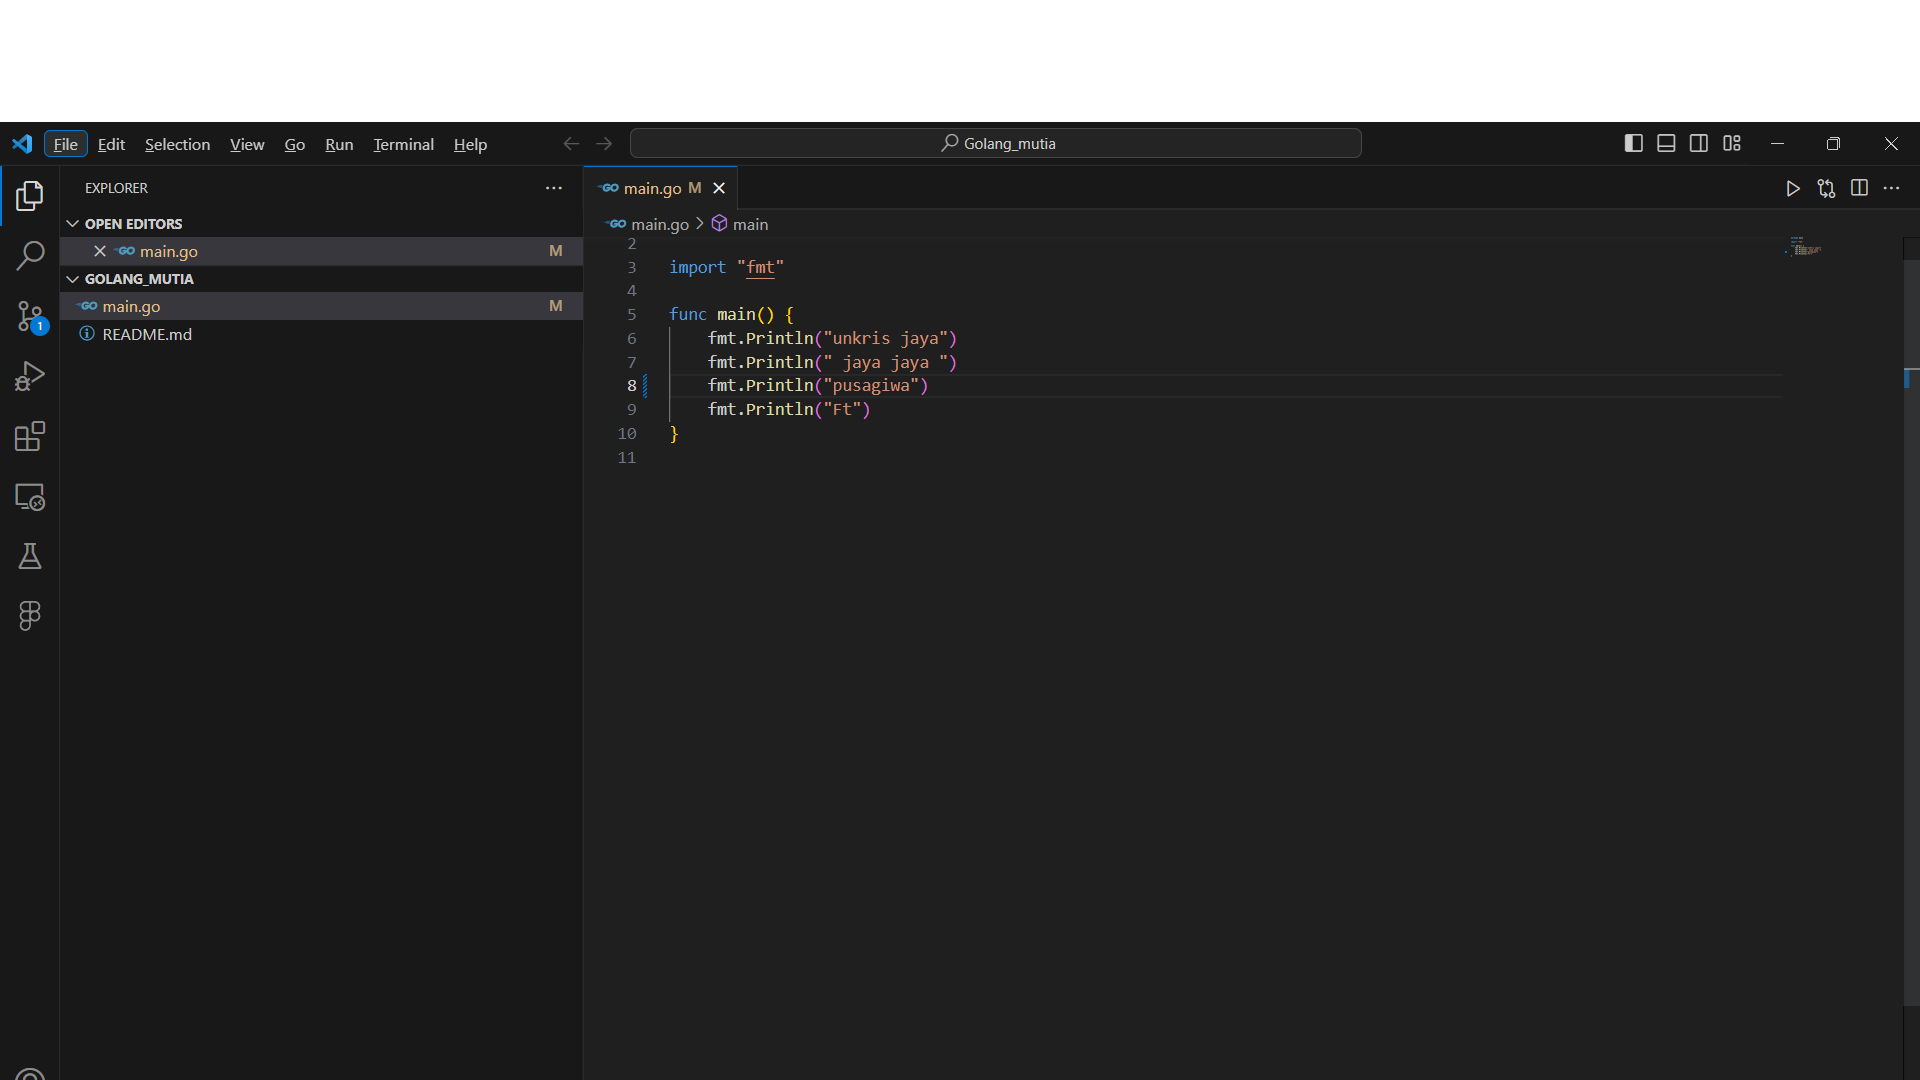 File Edit Selection View Go Run Terminal Help Golang_mutia
EXPLORER
OPEN EDITORS
main.go M
GOLANG_MUTIA
main.go M
README.md
1
main.go M
main.go > main
2
3 import "fmt"
4
5 func main() {
6 fmt.Println("unkris jaya")
7 fmt.Println(" jaya jaya ")
8 fmt.Println("pusagiwa")
9 fmt.Println("Ft")
10 }
11